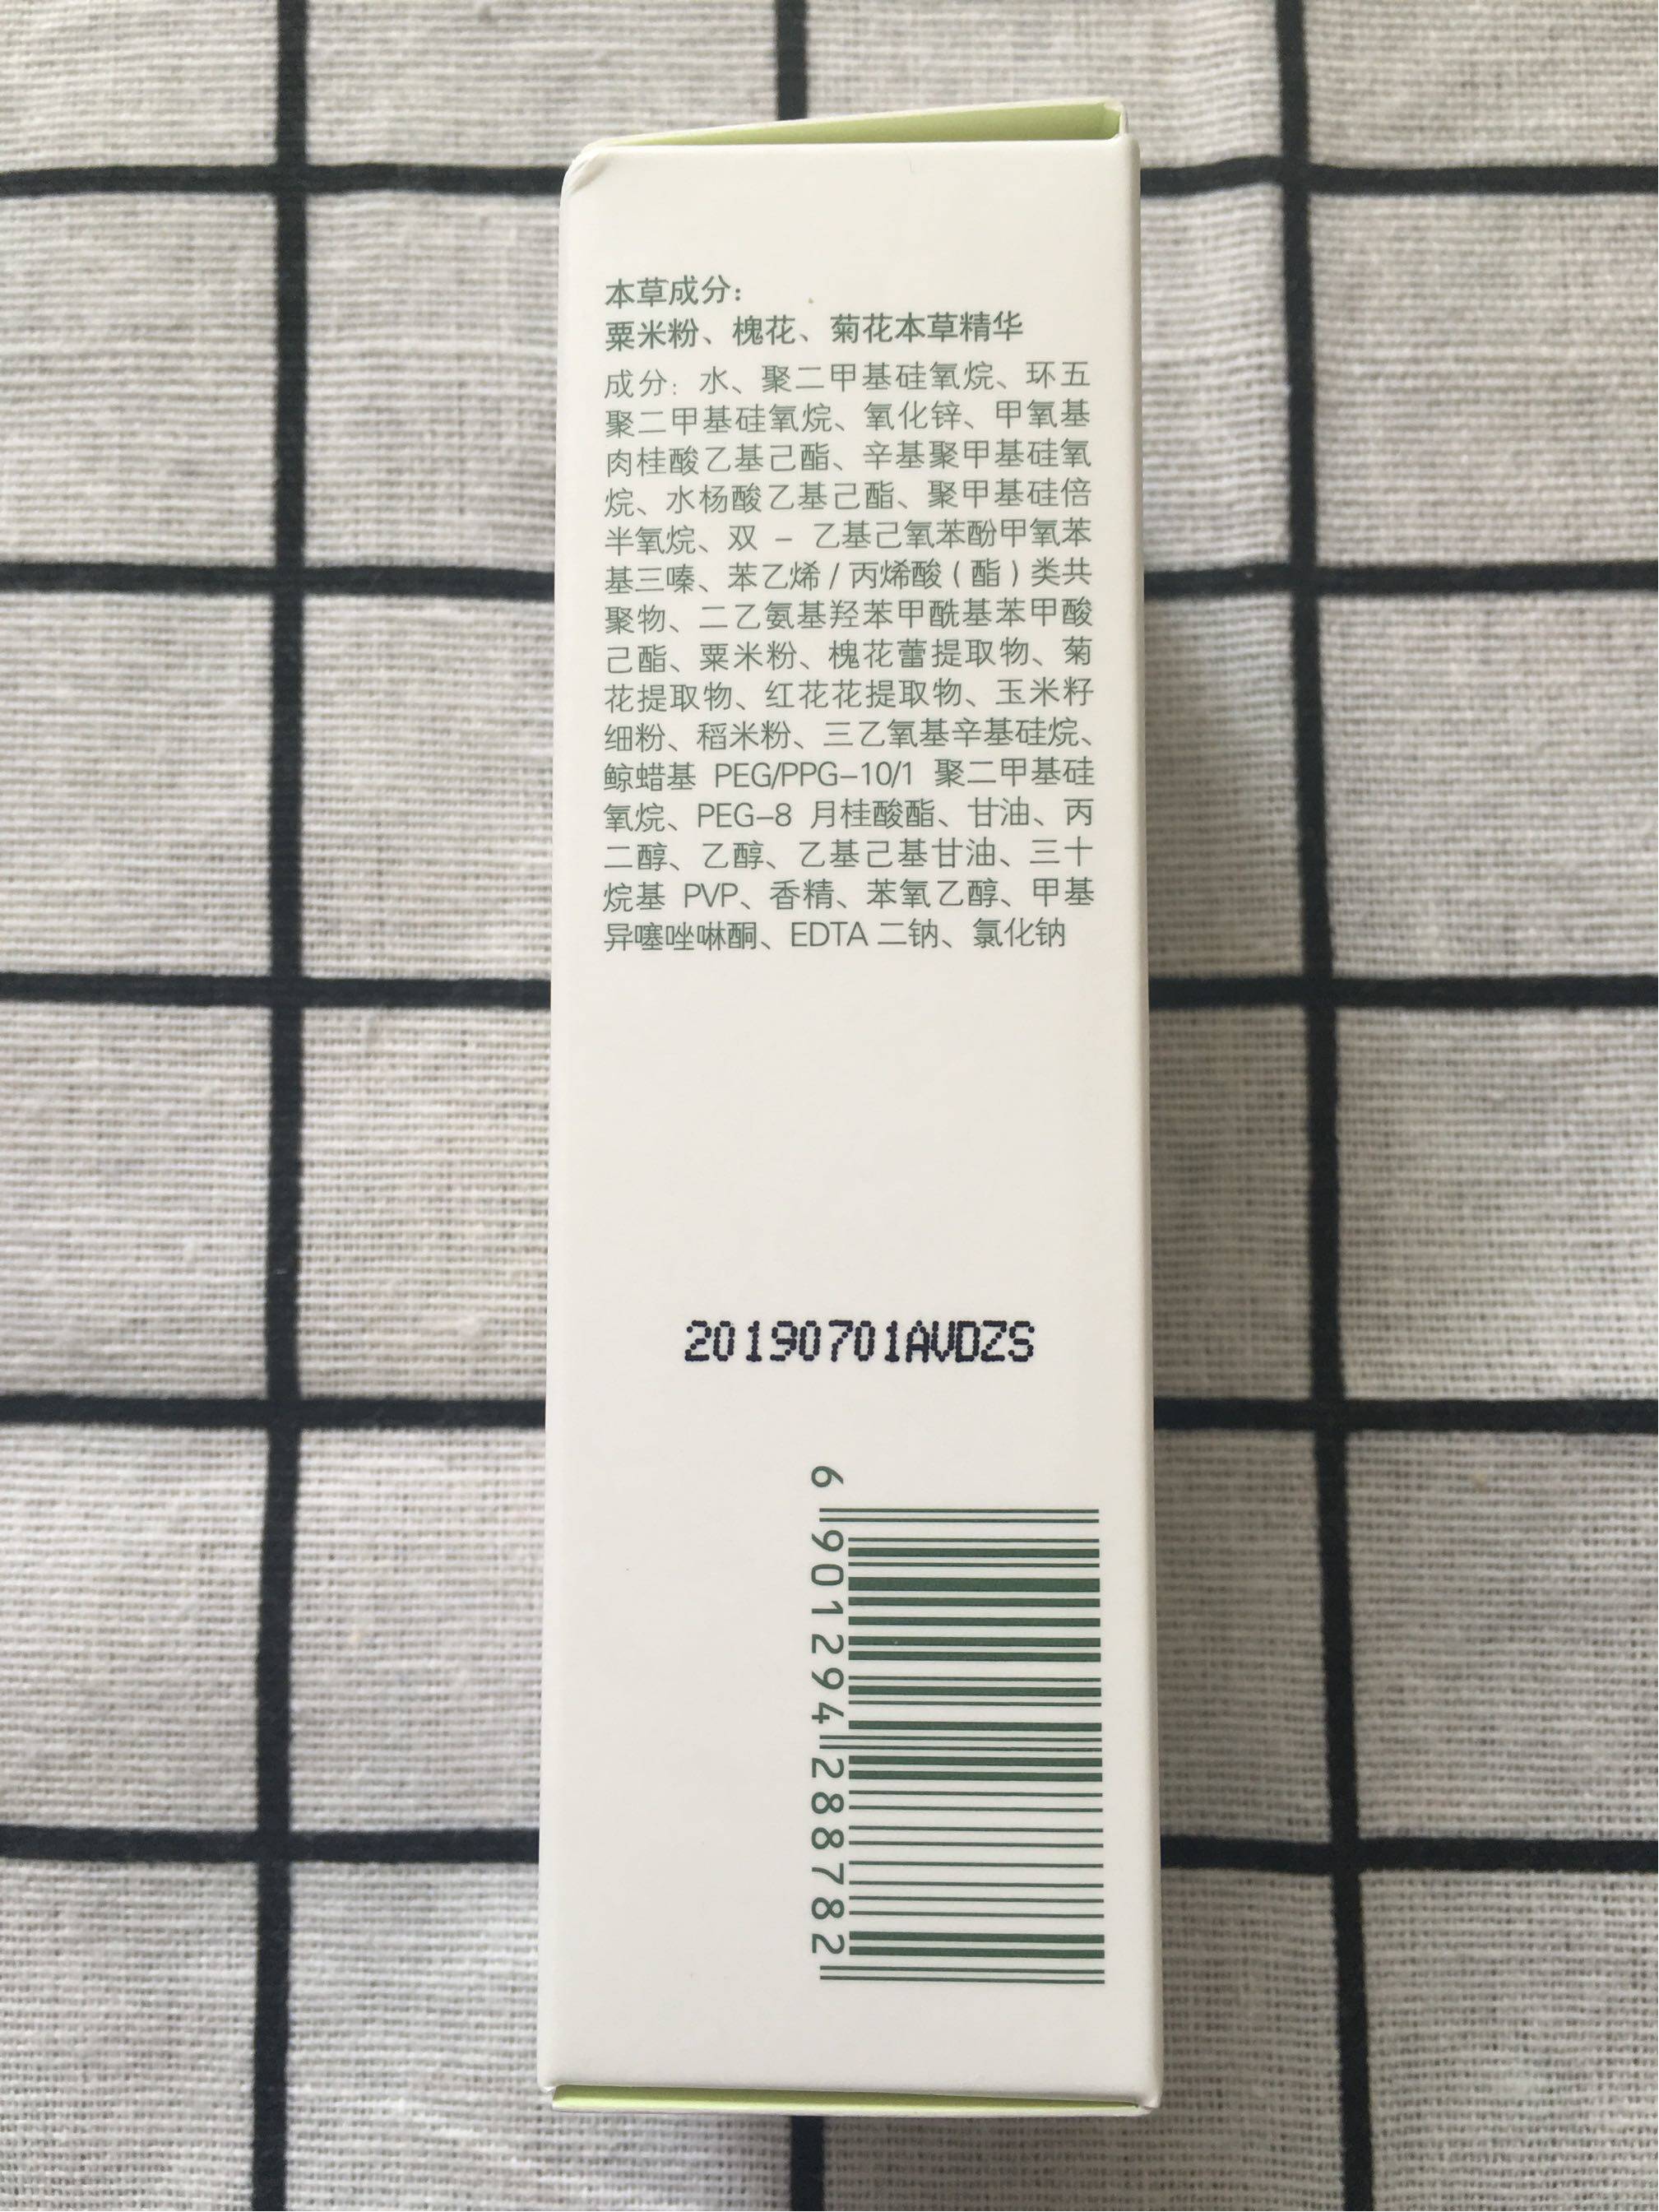 本草成分：
粟米粉、槐花、菊花本草精华
成分：水、聚二甲基硅氧烷、环五
聚二甲基硅氧烷、氧化锌、甲氧基
肉桂酸乙基己酯、辛基聚甲基硅氧
烷、水杨酸乙基己酯、聚甲基硅倍
半氧烷、双 – 乙基己氧苯酚甲氧苯
基三嗪、苯乙烯 / 丙烯酸（酯）类共
聚物、二乙氨基羟苯甲酰基苯甲酸
己酯、粟米粉、槐花蕾提取物、菊
花提取物、红花花提取物、玉米籽
细粉、稻米粉、三乙氧基辛基硅烷、
鲸蜡基 PEG/PPG–10/1 聚二甲基硅
氧烷、PEG–8 月桂酸酯、甘油、丙
二醇、乙醇、乙基己基甘油、三十
烷基 PVP、香精、苯氧乙醇、甲基
异噻唑啉酮、EDTA 二钠、氯化钠
20190701AVDZS
6 901294 288782